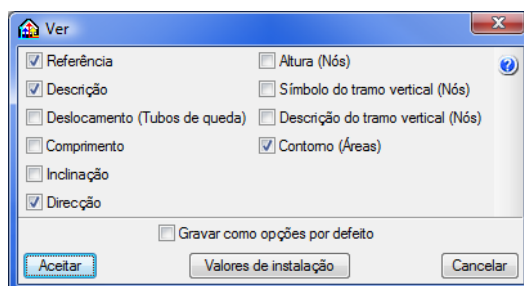 Ver
Referência
Descrição
Deslocamento (Tubos de queda)
Comprimento
Inclinação
Direcção
Altura (Nós)
Símbolo do tramo vertical (Nós)
Descrição do tramo vertical (Nós)
Contorno (Áreas)
Gravar como opções por defeito
Aceitar
Valores de instalação
Cancelar